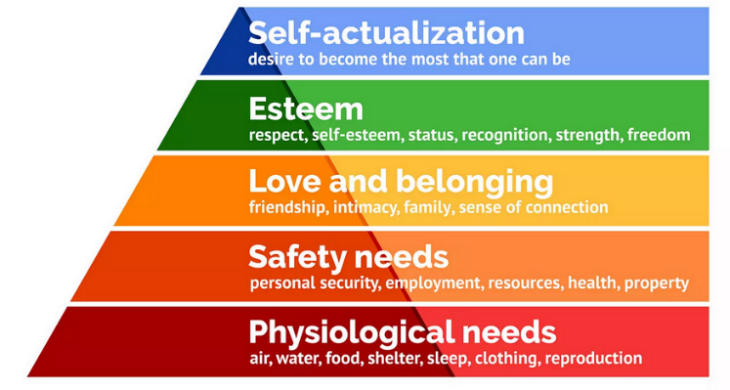 Self-actualization
desire to become the most that one can be
Esteem
respect, self-esteem, status, recognition, strength, freedom
Love and belonging
friendship, intimacy, family, sense of connection
Safety needs
personal security, employment, resources, health, property
Physiological needs
air, water, food, shelter, sleep, clothing, reproduction